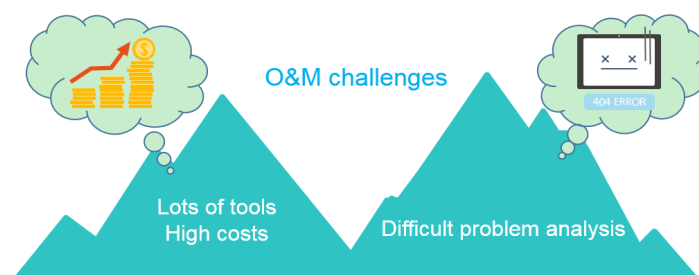 O&M challenges
404 ERROR
Lots of tools
High costs
Difficult problem analysis